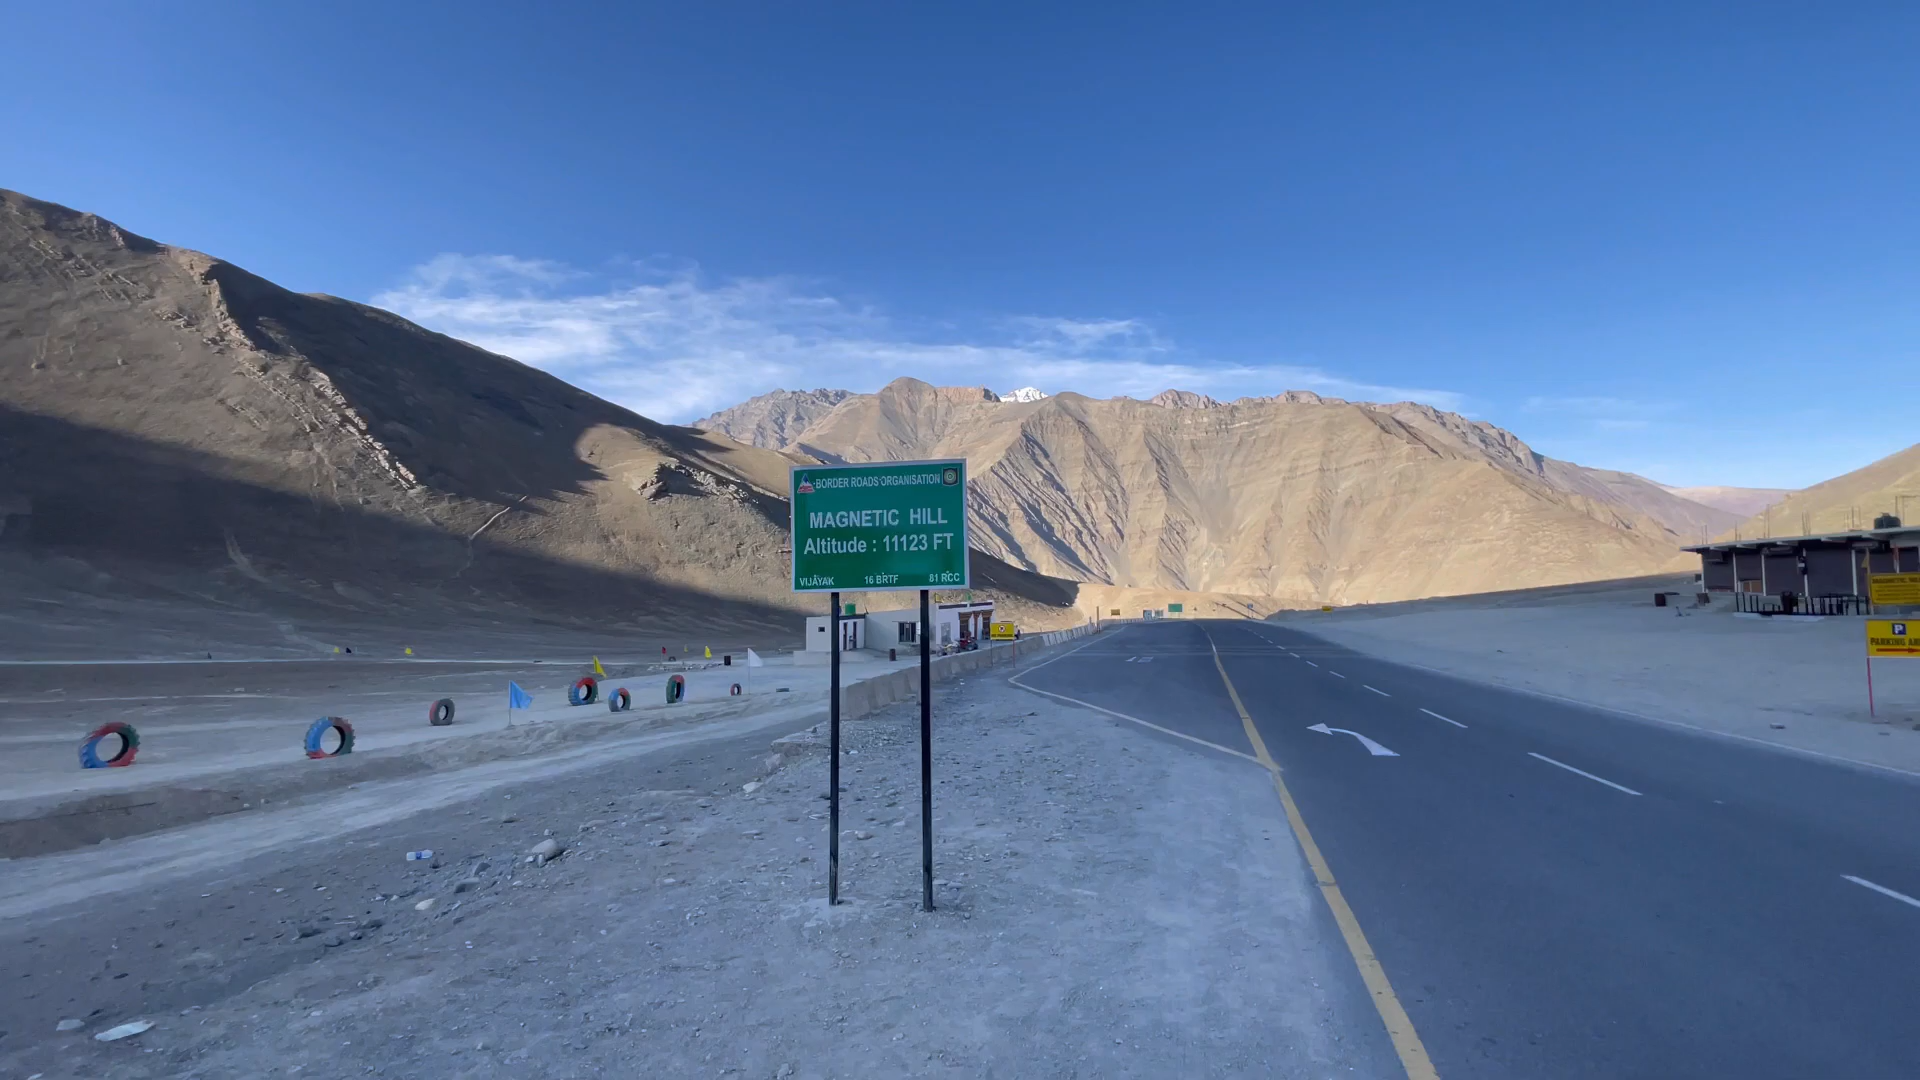 BORDER ROADS ORGANISATION
MAGNETIC HILL
Altitude : 11123 FT
VIJAYAK 16 BRTF 81 RCC
P
PARKING